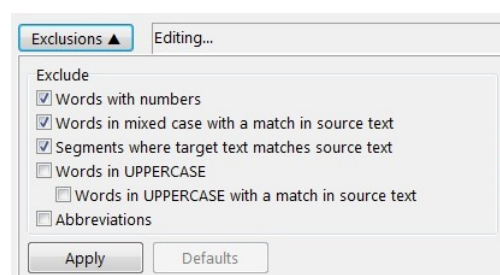 Exclusions ▲ Editing...
Exclude
Words with numbers
Words in mixed case with a match in source text
Segments where target text matches source text
Words in UPPERCASE
Words in UPPERCASE with a match in source text
Abbreviations
Apply Defaults